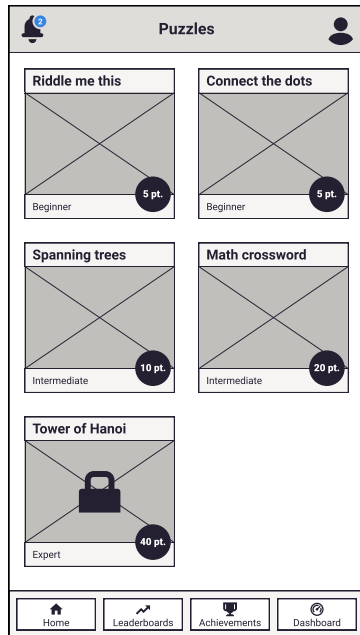 2
Puzzles
Riddle me this
Connect the dots
5 pt.
5 pt.
Beginner
Beginner
Spanning trees
Math crossword
10 pt.
20 pt.
Intermediate
Intermediate
Tower of Hanoi
40 pt.
Expert
Home
Leaderboards
Achievements
Dashboard